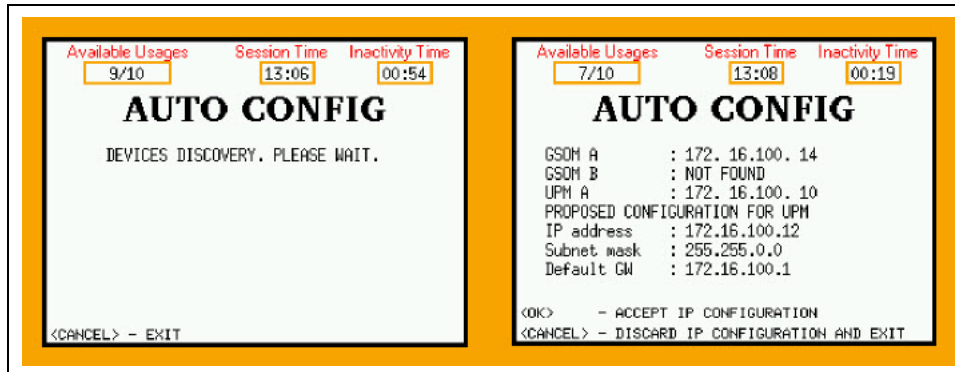 Available Usages Session Time Inactivity Time
9/10 13:06 00:54
AUTO CONFIG
DEVICES DISCOVERY. PLEASE WAIT.
<CANCEL> - EXIT
Available Usages Session Time Inactivity Time
7/10 13:08 00:19
AUTO CONFIG
GSOM A : 172. 16.100. 14
GSOM B : NOT FOUND
UPM A : 172. 16.100. 10
PROPOSED CONFIGURATION FOR UPM
IP address : 172.16.100.12
Subnet mask : 255.255.0.0
Default GW : 172.16.100.1
<OK> - ACCEPT IP CONFIGURATION
<CANCEL> - DISCARD IP CONFIGURATION AND EXIT